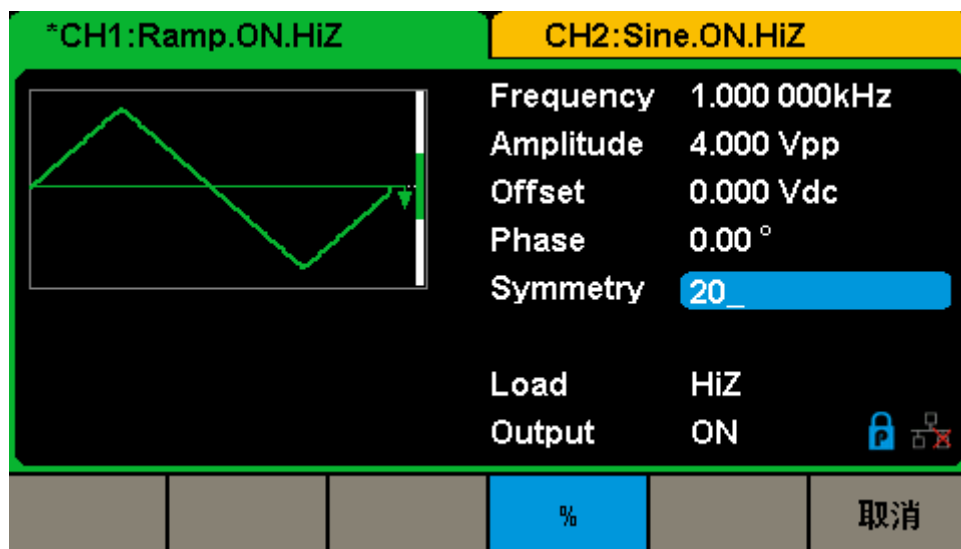 *CH1:Ramp.ON.HiZ
CH2:Sine.ON.HiZ
Frequency 1.000 000kHz
Amplitude 4.000 Vpp
Offset 0.000 Vdc
Phase 0.00 °
Symmetry 20_
Load HiZ
Output ON
P
% 取消